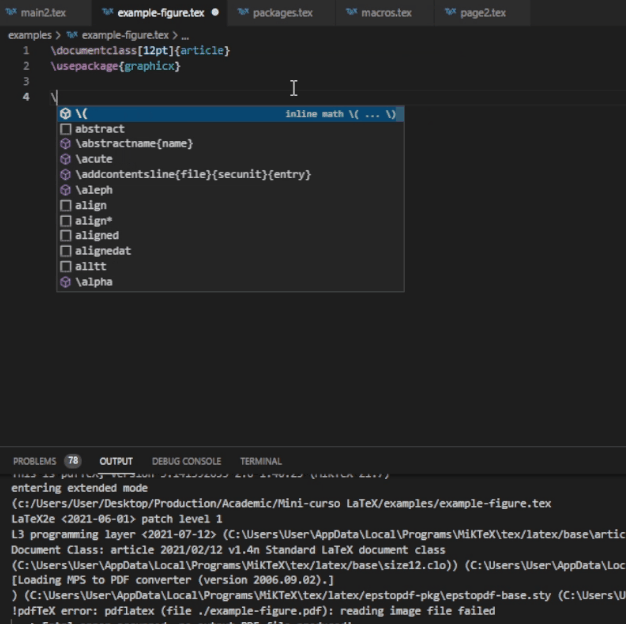 main2.tex example-figure.tex packages.tex macros.tex page2.tex
examples > example-figure.tex > ...
1 \documentclass[12pt]{article}
2 \usepackage{graphicx}
3
4 \
\( inline math \( ... \)
abstract
\abstractname{name}
\acute
\addcontentsline{file}{secunit}{entry}
\aleph
align
align*
aligned
alignedat
alltt
\alpha
PROBLEMS 78 OUTPUT DEBUG CONSOLE TERMINAL
entering extended mode
(c:/Users/User/Desktop/Production/Academic/Mini-curso LaTeX/examples/example-figure.tex
LaTeX2e <2021-06-01> patch level 1
L3 programming layer <2021-07-12> (C:\Users\User\AppData\Local\Programs\MiKTeX\tex/latex/base\artic
Document Class: article 2021/02/12 v1.4n Standard LaTeX document class
(C:\Users\User\AppData\Local\Programs\MiKTeX\tex/latex/base\size12.clo)) (C:\Users\User\AppData\Loc
[Loading MPS to PDF converter (version 2006.09.02).]
) (C:\Users\User\AppData\Local\Programs\MiKTeX\tex/latex/epstopdf-pkg\epstopdf-base.sty (C:\Users\U
!pdfTeX error: pdflatex (file ./example-figure.pdf): reading image file failed